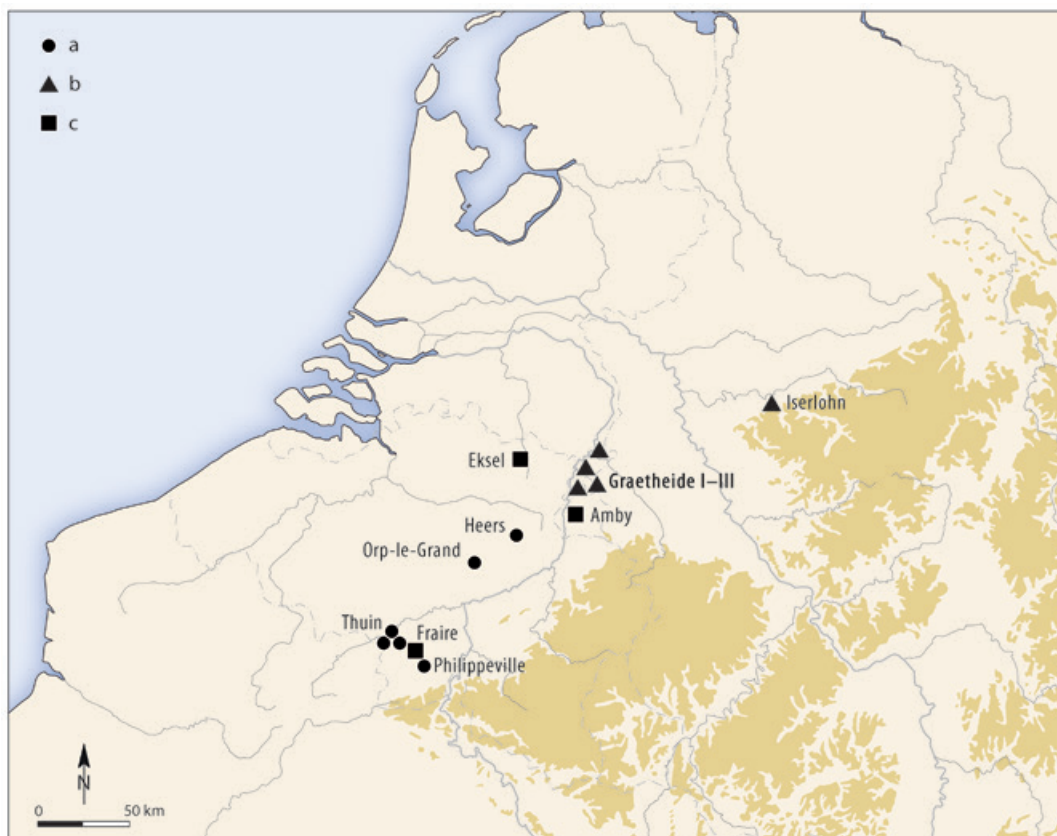 a
b
c
Iserlohn
Eksel
Graetheide I–III
Amby
Heers
Orp-le-Grand
Thuin
Fraire
Philippeville
N
0 50 km